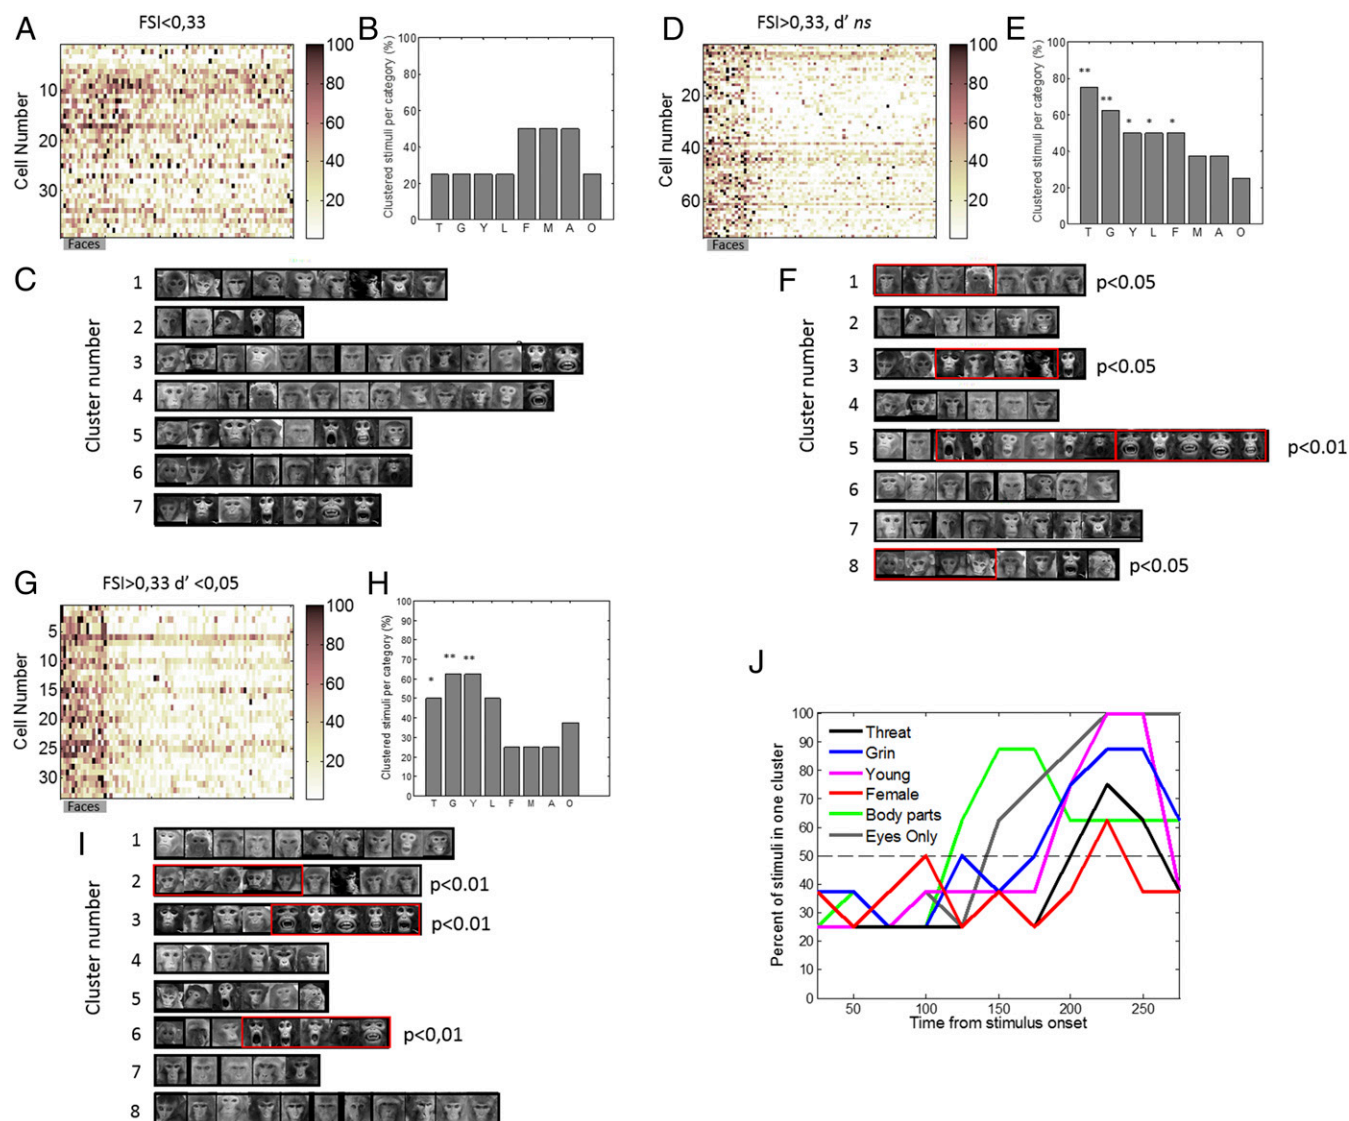 A
FSI<0,33
Cell Number
10
20
30
Faces
100
80
60
40
20
B
Clustered stimuli per category (%)
100
80
60
40
20
0
T G Y L F M A O
C
Cluster number
1
2
3
4
5
6
7
D
FSI>0,33, d' ns
Cell number
20
40
60
Faces
100
80
60
40
20
E
Clustered stimuli per category (%)
100
80
60
40
20
0
** ** * * *
T G Y L F M A O
F
Cluster number
1 p<0.05
2
3 p<0.05
4
5 p<0.01
6
7
8 p<0.05
G
FSI>0,33 d' <0,05
Cell Number
5
10
15
20
25
30
Faces
100
80
60
40
20
H
Clustered stimuli per category (%)
100
90
80
70
60
50
40
30
20
10
0
* ** **
T G Y L F M A O
I
Cluster number
1
2 p<0.01
3 p<0.01
4
5
6 p<0,01
7
8
J
Percent of stimuli in one cluster
100
90
80
70
60
50
40
30
20
10
0
Threat
Grin
Young
Female
Body parts
Eyes Only
50 100 150 200 250
Time from stimulus onset